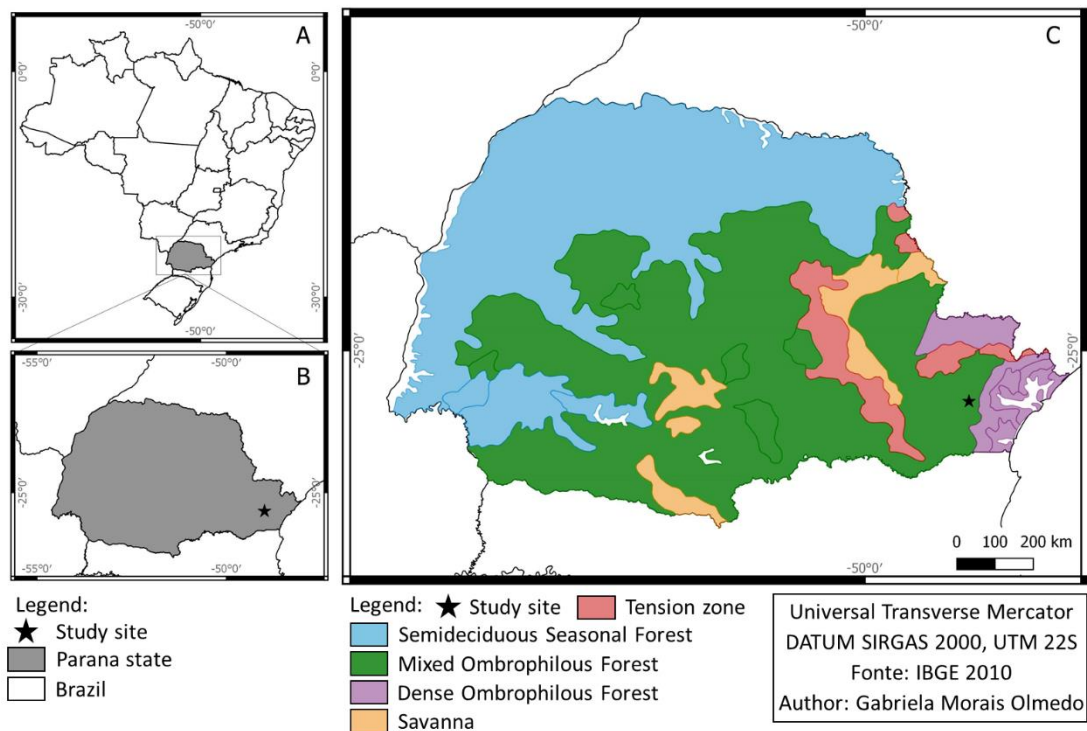 -50°0'
A
0°0'
0°0'
-30°0'
-30°0'
-50°0'
-55°0'
-50°0'
B
-25°0'
-25°0'
-55°0'
-50°0'
Legend:
Study site
Parana state
Brazil
-50°0'
C
-25°0'
-25°0'
0 100 200 km
-50°0'
Legend: Study site Tension zone
Semideciduous Seasonal Forest
Mixed Ombrophilous Forest
Dense Ombrophilous Forest
Savanna
Universal Transverse Mercator
DATUM SIRGAS 2000, UTM 22S
Fonte: IBGE 2010
Author: Gabriela Morais Olmedo